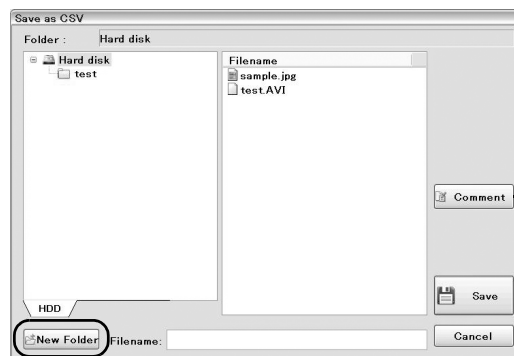 Save as CSV
Folder : Hard disk
Hard disk
test
Filename
sample.jpg
test.AVI
Comment
Save
HDD
New Folder
Filename:
Cancel